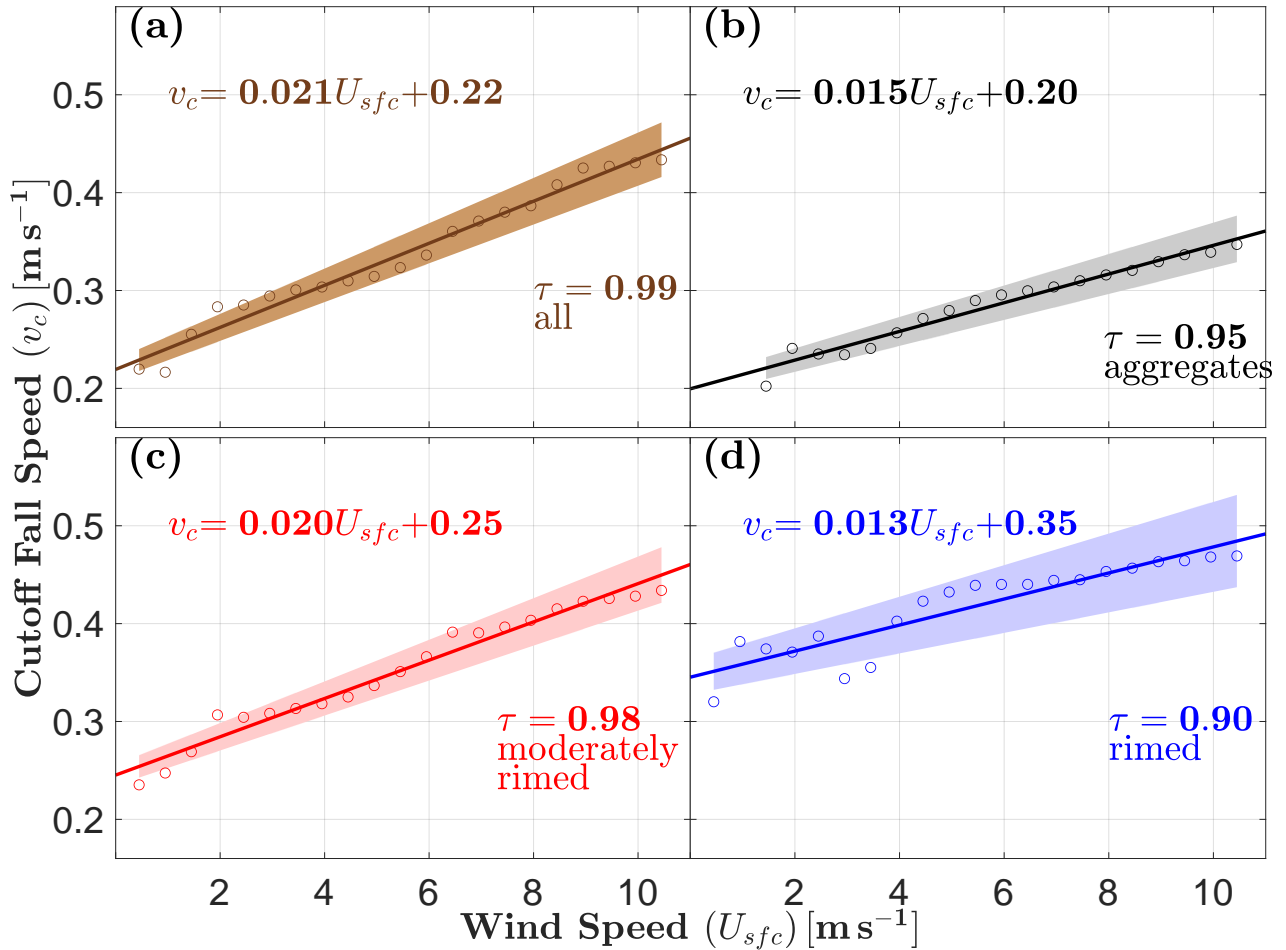 (a)
v_c= 0.021U_sfc+0.22
τ = 0.99
all
(b)
v_c= 0.015U_sfc+0.20
τ = 0.95
aggregates
0.5
0.4
0.3
0.2
(c)
v_c= 0.020U_sfc+0.25
τ = 0.98
moderately
rimed
(d)
v_c= 0.013U_sfc+0.35
τ = 0.90
rimed
0.5
0.4
0.3
0.2
2 4 6 8 10
2 4 6 8 10
Cutoff Fall Speed (v_c) [m s⁻¹]
Wind Speed (U_sfc) [m s⁻¹]